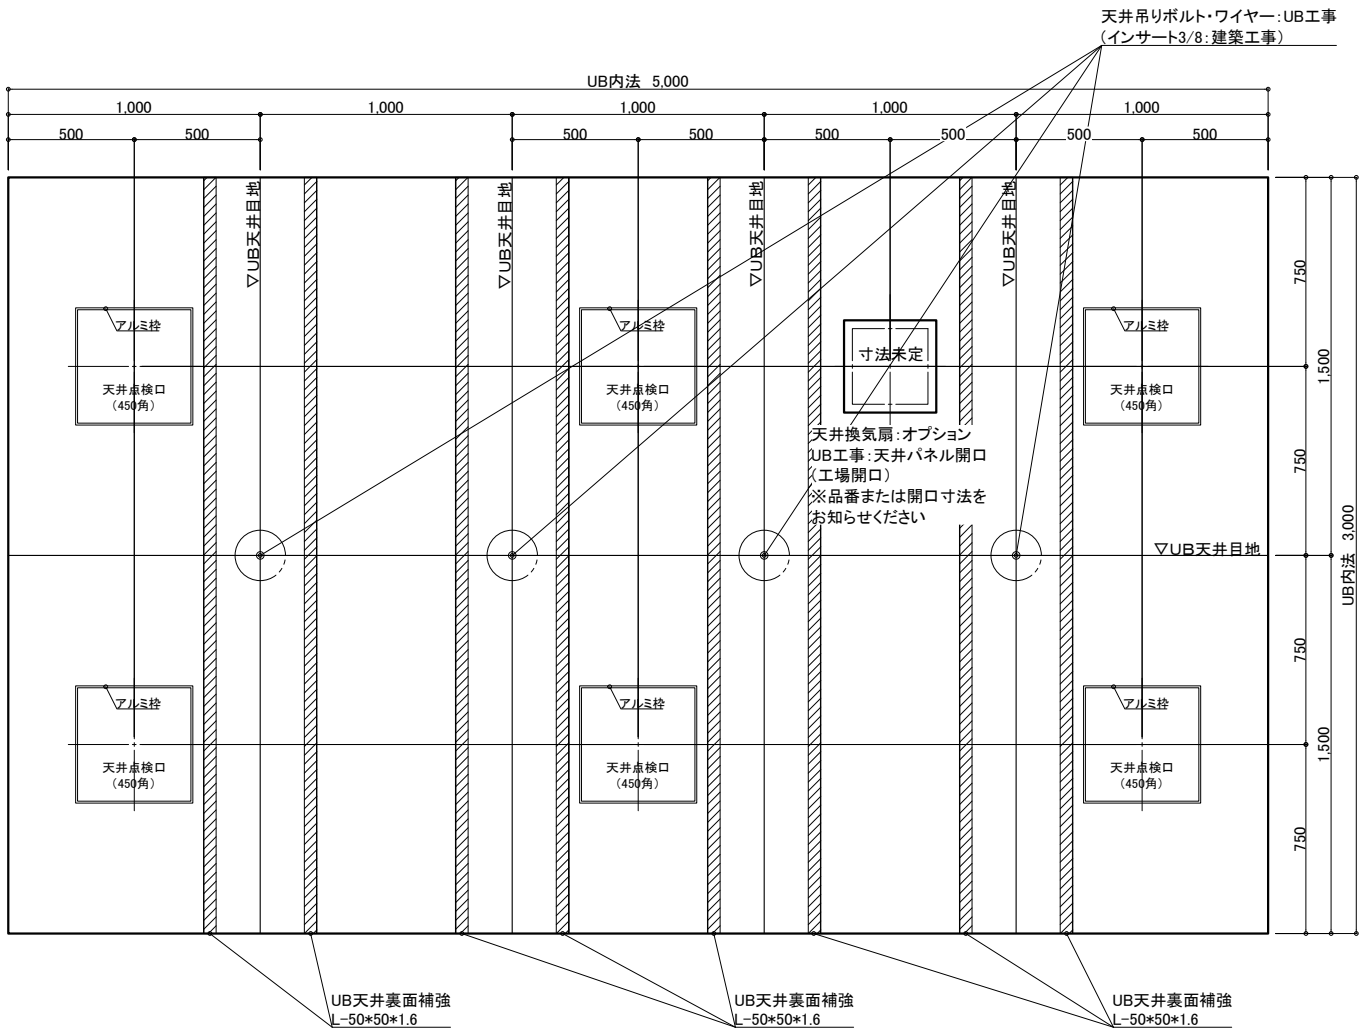 天井吊りボルト・ワイヤー:UB工事
(インサート3/8:建築工事)
UB内法 5,000
1,000
1,000
1,000
1,000
1,000
500
500
500
500
500
500
500
500
▽UB天井目地
▽UB天井目地
▽UB天井目地
▽UB天井目地
アルミ枠
天井点検口
(450角)
アルミ枠
天井点検口
(450角)
寸法未定
アルミ枠
天井点検口
(450角)
天井換気扇:オプション
UB工事:天井パネル開口
(工場開口)
※品番または開口寸法を
お知らせください
▽UB天井目地
アルミ枠
天井点検口
(450角)
アルミ枠
天井点検口
(450角)
アルミ枠
天井点検口
(450角)
750
750
750
750
1,500
1,500
UB内法 3,000
UB天井裏面補強
L-50*50*1.6
UB天井裏面補強
L-50*50*1.6
UB天井裏面補強
L-50*50*1.6